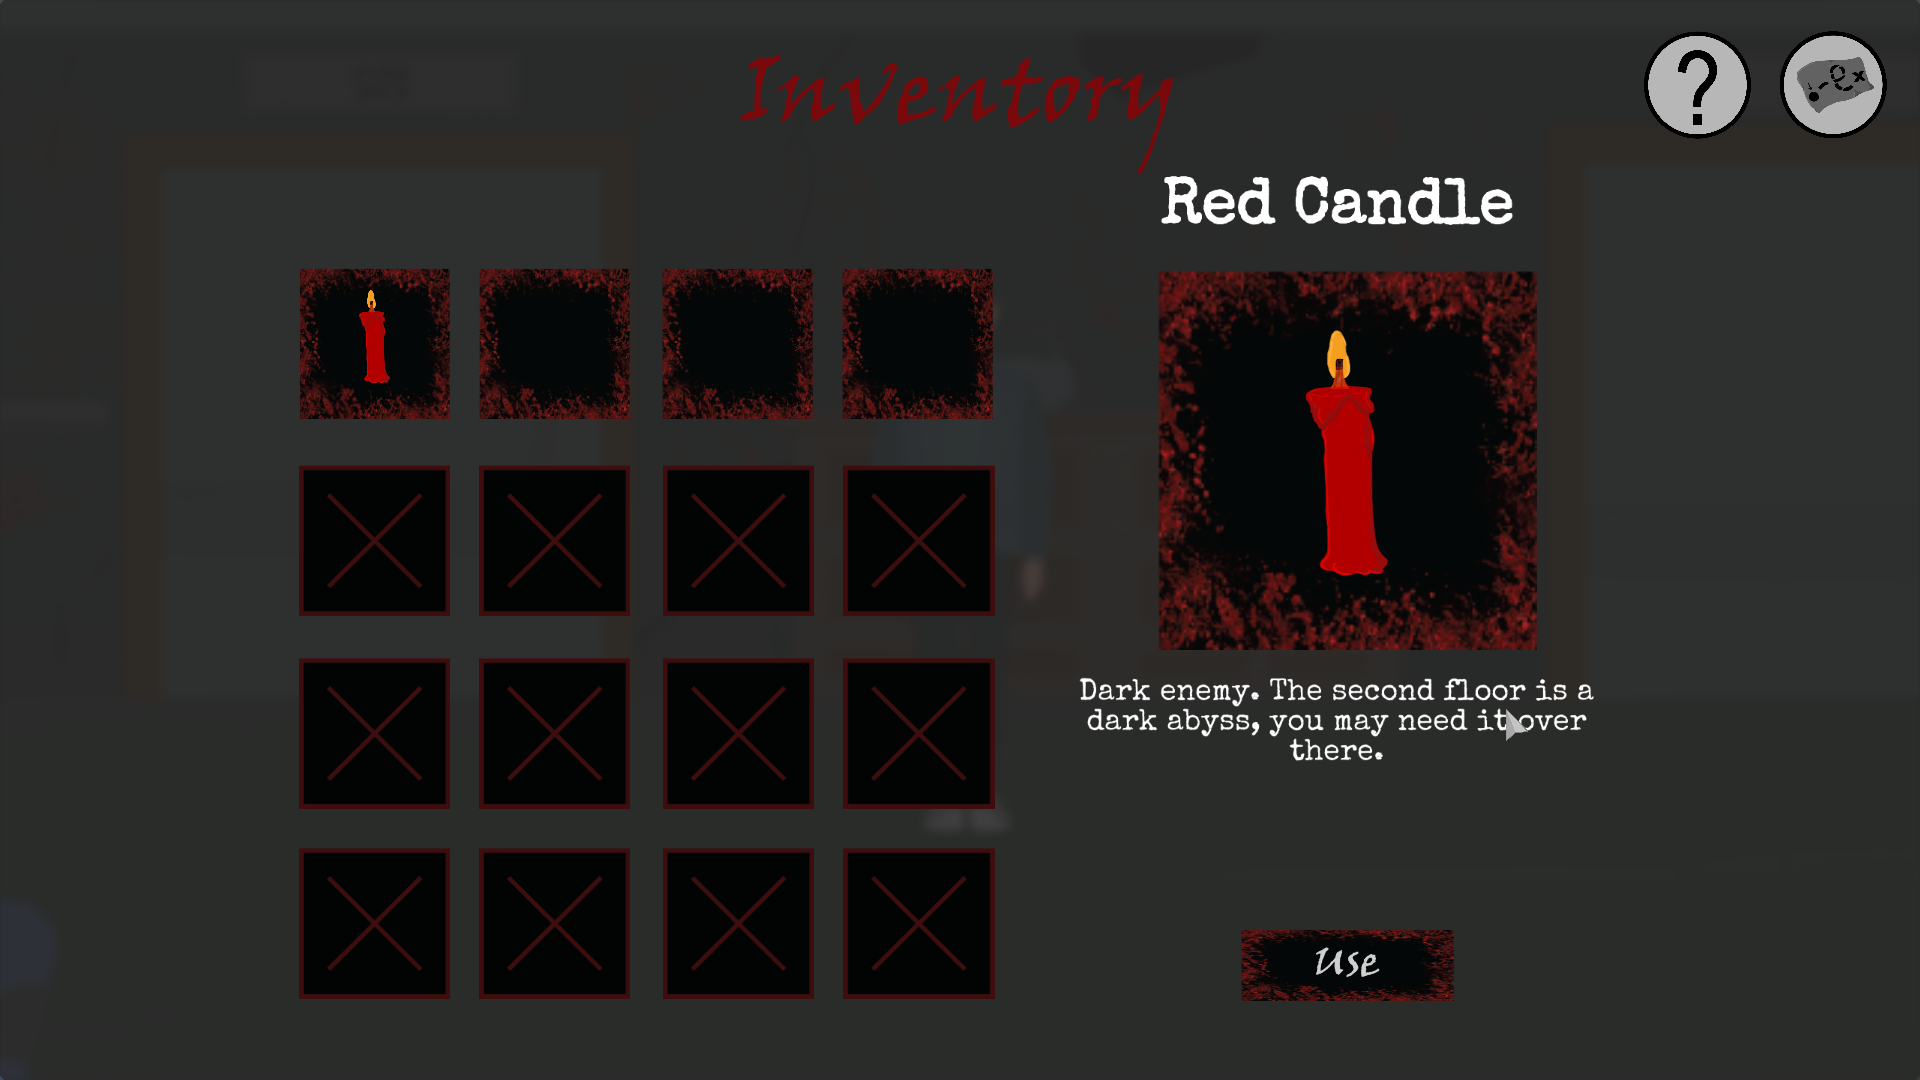 Inventory
?
Red Candle
Dark enemy. The second floor is a
dark abyss, you may need it over
there.
Use